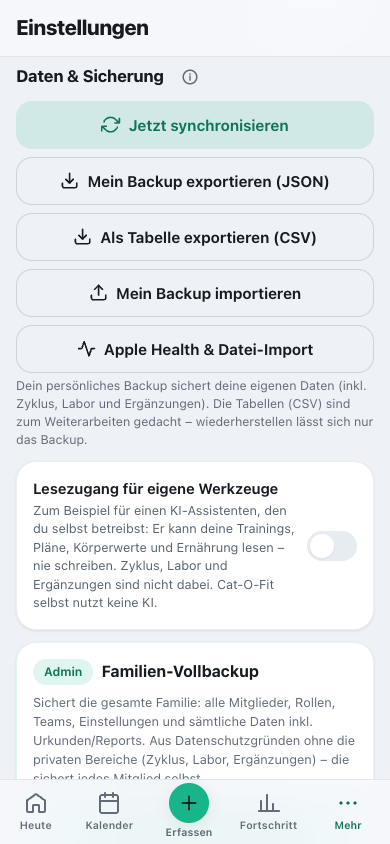 Einstellungen
Daten & Sicherung
Jetzt synchronisieren
Mein Backup exportieren (JSON)
Als Tabelle exportieren (CSV)
Mein Backup importieren
Apple Health & Datei-Import
Dein persönliches Backup sichert deine eigenen Daten (inkl.
Zyklus, Labor und Ergänzungen). Die Tabellen (CSV) sind
zum Weiterarbeiten gedacht – wiederherstellen lässt sich nur
das Backup.
Lesezugang für eigene Werkzeuge
Zum Beispiel für einen KI-Assistenten, den
du selbst betreibst: Er kann deine Trainings,
Pläne, Körperwerte und Ernährung lesen –
nie schreiben. Zyklus, Labor und
Ergänzungen sind nicht dabei. Cat-O-Fit
selbst nutzt keine KI.
Admin Familien-Vollbackup
Sichert die gesamte Familie: alle Mitglieder, Rollen,
Teams, Einstellungen und sämtliche Daten inkl.
Urkunden/Reports. Aus Datenschutzgründen ohne die
privaten Bereiche (Zyklus, Labor, Ergänzungen) – die
sichert jedes Mitglied selbst.
Heute Kalender Erfassen Fortschritt Mehr